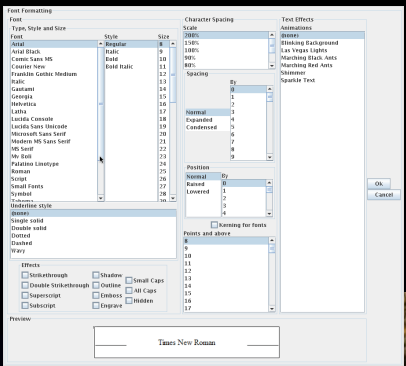 Font Formatting
Font
Type, Style and Size
Font
Arial
Arial Black
Comic Sans MS
Courier New
Franklin Gothic Medium
Italic
Gautami
Georgia
Helvetica
Latha
Lucida Console
Lucida Sans Unicode
Microsoft Sans Serif
Modern MS Sans Serif
MS Serif
Mv Boli
Palatino Linotype
Roman
Script
Small Fonts
Symbol
Tahoma
Style
Regular
Italic
Bold
Bold Italic
Size
8
9
10
11
12
13
14
15
16
17
18
19
20
21
22
23
24
25
26
27
28
29
Underline style
(none)
Single solid
Double solid
Dotted
Dashed
Wavy
Effects
Strikethrough
Double Strikethrough
Superscript
Subscript
Shadow
Outline
Emboss
Engrave
Small Caps
All Caps
Hidden
Character Spacing
Scale
200%
150%
100%
90%
80%
Spacing
Normal
Expanded
Condensed
By
0
1
2
3
4
5
6
7
8
9
Position
Normal
Raised
Lowered
By
0
1
2
3
4
Kerning for fonts
Points and above
8
9
10
11
12
13
14
15
16
17
Text Effects
Animations
(none)
Blinking Background
Las Vegas Lights
Marching Black Ants
Marching Red Ants
Shimmer
Sparkle Text
Ok
Cancel
Preview
Times New Roman